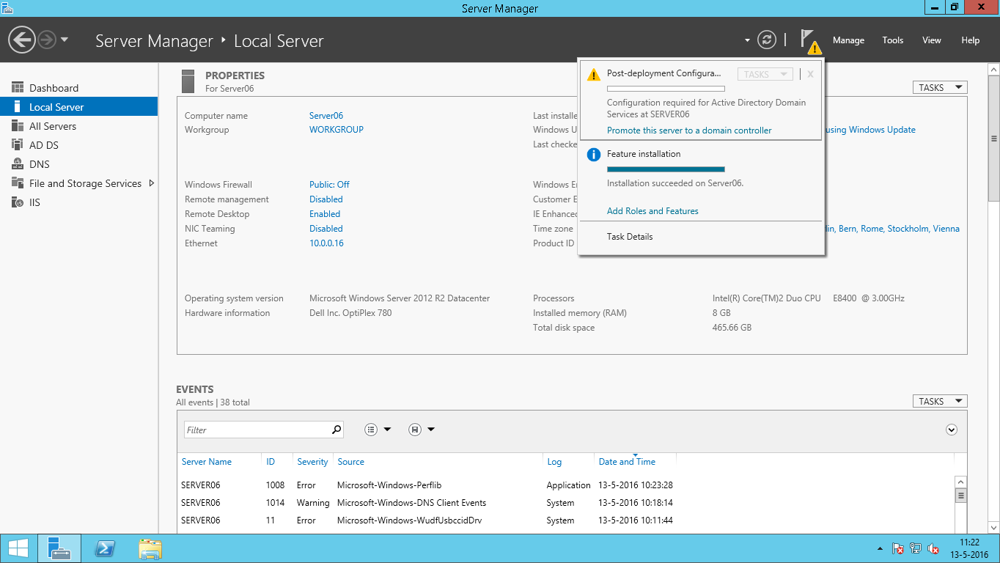 Server Manager
Server Manager ‣ Local Server
Manage Tools View Help
Dashboard
Local Server
All Servers
AD DS
DNS
File and Storage Services
IIS
PROPERTIES
For Server06
TASKS
Computer name Server06
Workgroup WORKGROUP
Windows Firewall Public: Off
Remote management Disabled
Remote Desktop Enabled
NIC Teaming Disabled
Ethernet 10.0.0.16
Operating system version Microsoft Windows Server 2012 R2 Datacenter
Hardware information Dell Inc. OptiPlex 780
Last installe
Windows U using Windows Update
Last checke
Windows E
Customer E
IE Enhanced
Time zone Bern, Rome, Stockholm, Vienna
Product ID
Processors Intel(R) Core(TM)2 Duo CPU E8400 @ 3.00GHz
Installed memory (RAM) 8 GB
Total disk space 465.66 GB
Post-deployment Configura... TASKS X
Configuration required for Active Directory Domain
Services at SERVER06
Promote this server to a domain controller
Feature installation
Installation succeeded on Server06.
Add Roles and Features
Task Details
EVENTS
All events | 38 total
TASKS
Filter
Server Name ID Severity Source Log Date and Time
SERVER06 1008 Error Microsoft-Windows-Perflib Application 13-5-2016 10:23:28
SERVER06 1014 Warning Microsoft-Windows-DNS Client Events System 13-5-2016 10:18:14
SERVER06 11 Error Microsoft-Windows-WudfUsbccidDrv System 13-5-2016 10:11:44
11:22
13-5-2016